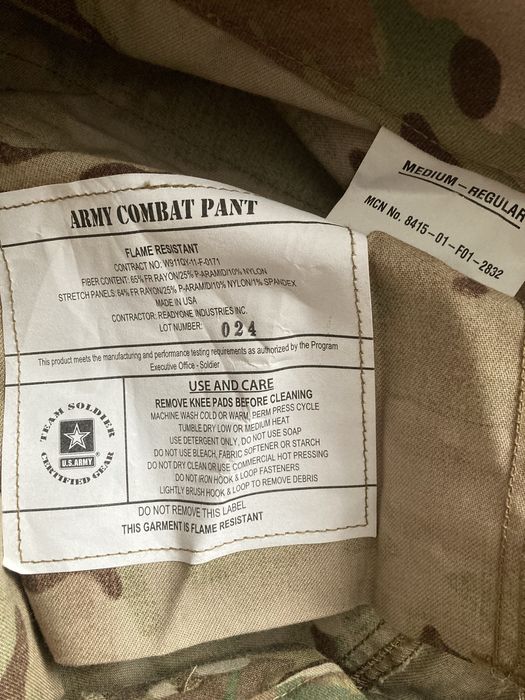 ARMY COMBAT PANT
FLAME RESISTANT
CONTRACT NO: W911QY-11-F-0171
FIBER CONTENT: 65% FR RAYON/25% P-ARAMID/10% NYLON
STRETCH PANELS: 64% FR RAYON/25% P-ARAMID/10% NYLON/1% SPANDEX
MADE IN USA
CONTRACTOR: READYONE INDUSTRIES INC.
LOT NUMBER: 024
This product meets the manufacturing and performance testing requirements as authorized by the Program
Executive Office - Soldier
TEAM SOLDIER
U.S.ARMY
CERTIFIED GEAR
USE AND CARE
REMOVE KNEE PADS BEFORE CLEANING
MACHINE WASH COLD OR WARM, PERM PRESS CYCLE
TUMBLE DRY LOW OR MEDIUM HEAT
USE DETERGENT ONLY, DO NOT USE SOAP
DO NOT USE BLEACH, FABRIC SOFTENER OR STARCH
DO NOT DRY CLEAN OR USE COMMERCIAL HOT PRESSING
DO NOT IRON HOOK & LOOP FASTENERS
LIGHTLY BRUSH HOOK & LOOP TO REMOVE DEBRIS
DO NOT REMOVE THIS LABEL
THIS GARMENT IS FLAME RESISTANT
MEDIUM-REGULAR
MCN No. 8415-01-F01-2832